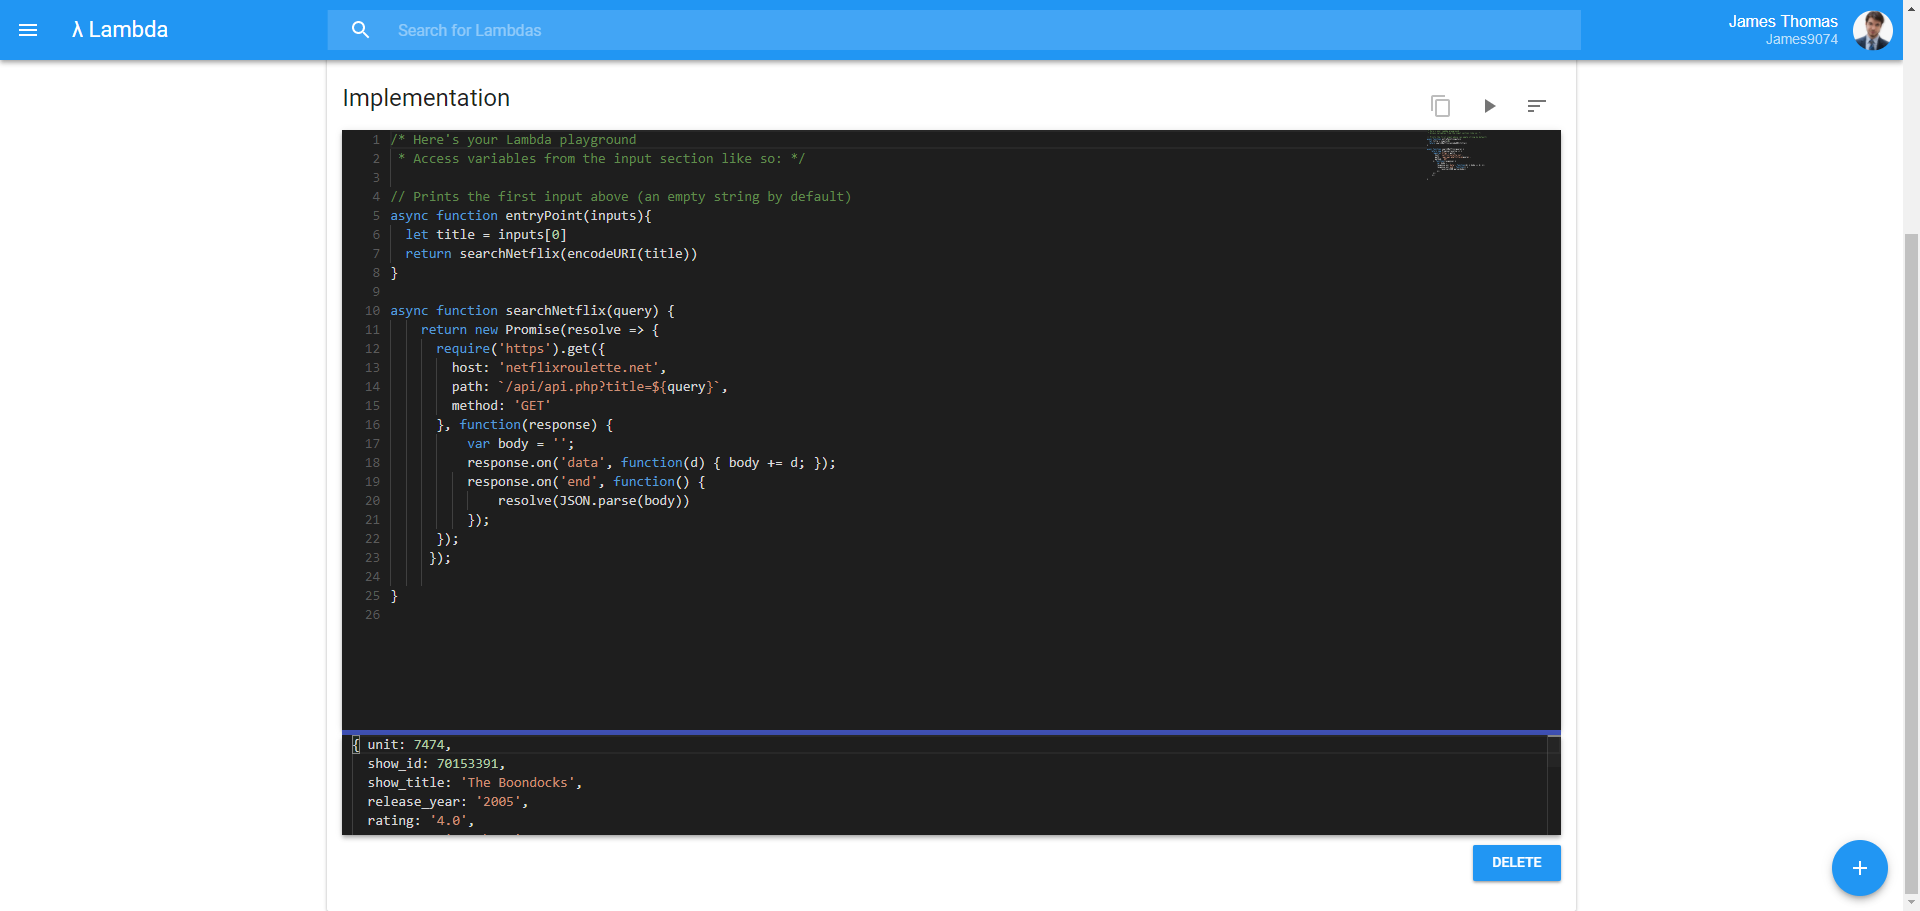 λ Lambda
Search for Lambdas
James Thomas
James9074
Implementation
1 /* Here's your Lambda playground
2 * Access variables from the input section like so: */
3
4 // Prints the first input above (an empty string by default)
5 async function entryPoint(inputs){
6 let title = inputs[0]
7 return searchNetflix(encodeURI(title))
8 }
9
10 async function searchNetflix(query) {
11 return new Promise(resolve => {
12 require('https').get({
13 host: 'netflixroulette.net',
14 path: `/api/api.php?title=${query}`,
15 method: 'GET'
16 }, function(response) {
17 var body = '';
18 response.on('data', function(d) { body += d; });
19 response.on('end', function() {
20 resolve(JSON.parse(body))
21 });
22 });
23 });
24
25 }
26
{ unit: 7474,
show_id: 70153391,
show_title: 'The Boondocks',
release_year: '2005',
rating: '4.0',
DELETE
+